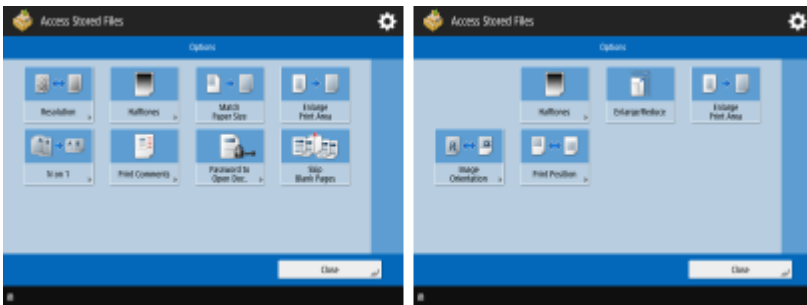 Access Stored Files
Options
Resolution
Halftones
Match
Paper Size
Enlarge
Print Area
N on 1
Print Comments
Password to
Open Doc.
Skip
Blank Pages
Close
Access Stored Files
Options
Halftones
Enlarge/Reduce
Enlarge
Print Area
Image
Orientation
Print Position
Close